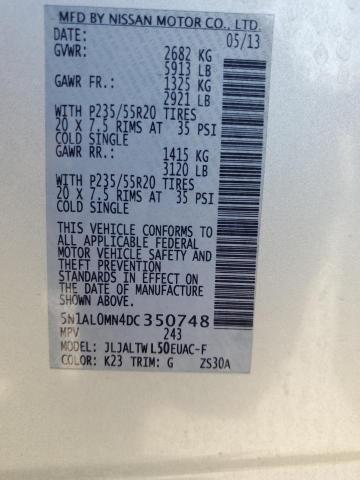 MFD BY NISSAN MOTOR CO., LTD.
DATE: 05/13
GVWR: 2682 KG
5913 LB
GAWR FR.: 1325 KG
2921 LB
WITH P235/55R20 TIRES
20 X 7.5 RIMS AT 35 PSI
COLD SINGLE
GAWR RR.: 1415 KG
3120 LB
WITH P235/55R20 TIRES
20 X 7.5 RIMS AT 35 PSI
COLD SINGLE
THIS VEHICLE CONFORMS TO
ALL APPLICABLE FEDERAL
MOTOR VEHICLE SAFETY AND
THEFT PREVENTION
STANDARDS IN EFFECT ON
THE DATE OF MANUFACTURE
SHOWN ABOVE.
5N1AL0MN4DC350748
MPV 243
MODEL: JLJALTWL50EUAC-F
COLOR: K23 TRIM: G ZS30A